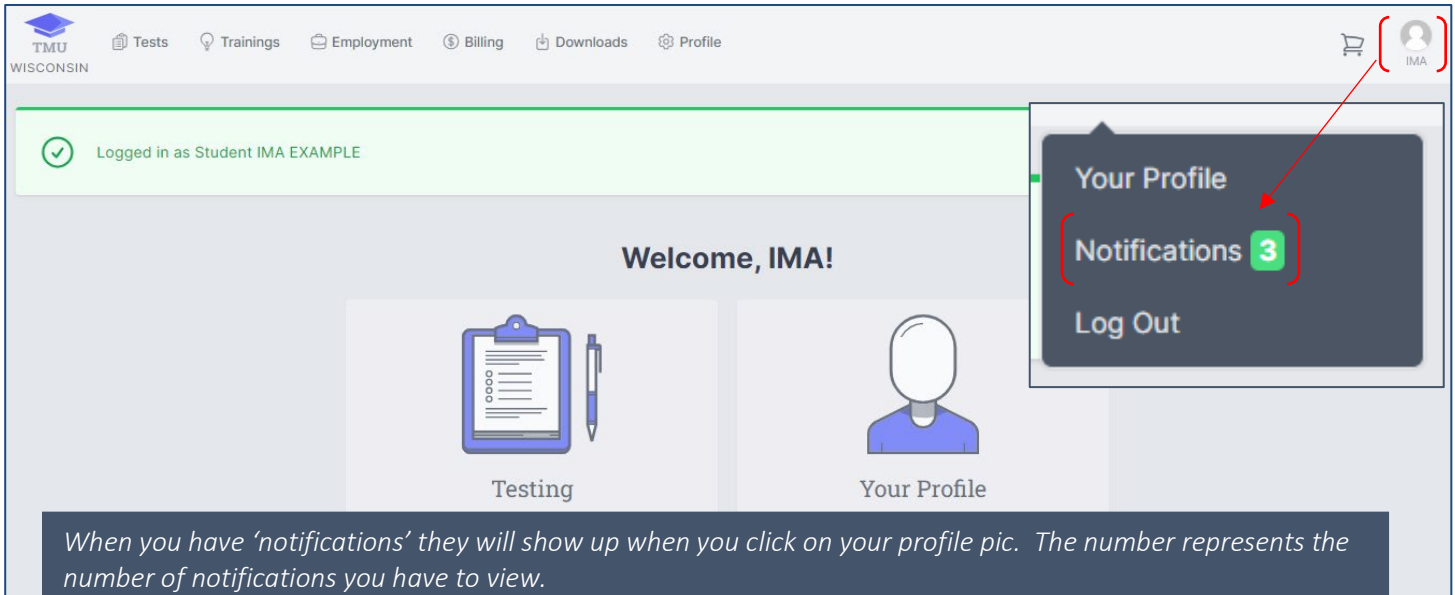 TMU
WISCONSIN
Tests
Trainings
Employment
Billing
Downloads
Profile
IMA
Logged in as Student IMA EXAMPLE
Your Profile
Notifications 3
Log Out
Welcome, IMA!
Testing
Your Profile
When you have ‘notifications’ they will show up when you click on your profile pic.  The number represents the
number of notifications you have to view.